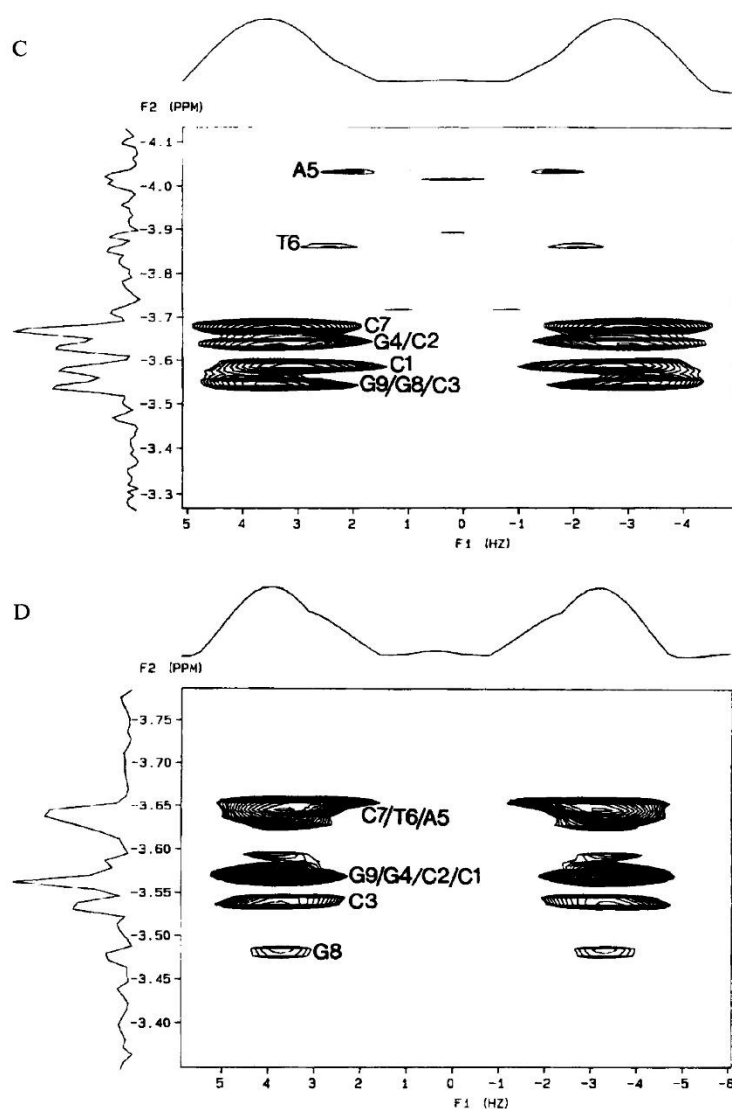 C
F2 (PPM)
-4.1
A5
-4.0
-3.9
T6
-3.8
-3.7
C7
G4/C2
-3.6
C1
G9/G8/C3
-3.5
-3.4
-3.3
5 4 3 2 1 0 -1 -2 -3 -4
F1 (HZ)
D
F2 (PPM)
-3.75
-3.70
-3.65
C7/T6/A5
-3.60
G9/G4/C2/C1
-3.55
C3
-3.50
G8
-3.45
-3.40
5 4 3 2 1 0 -1 -2 -3 -4 -5 -6
F1 (HZ)